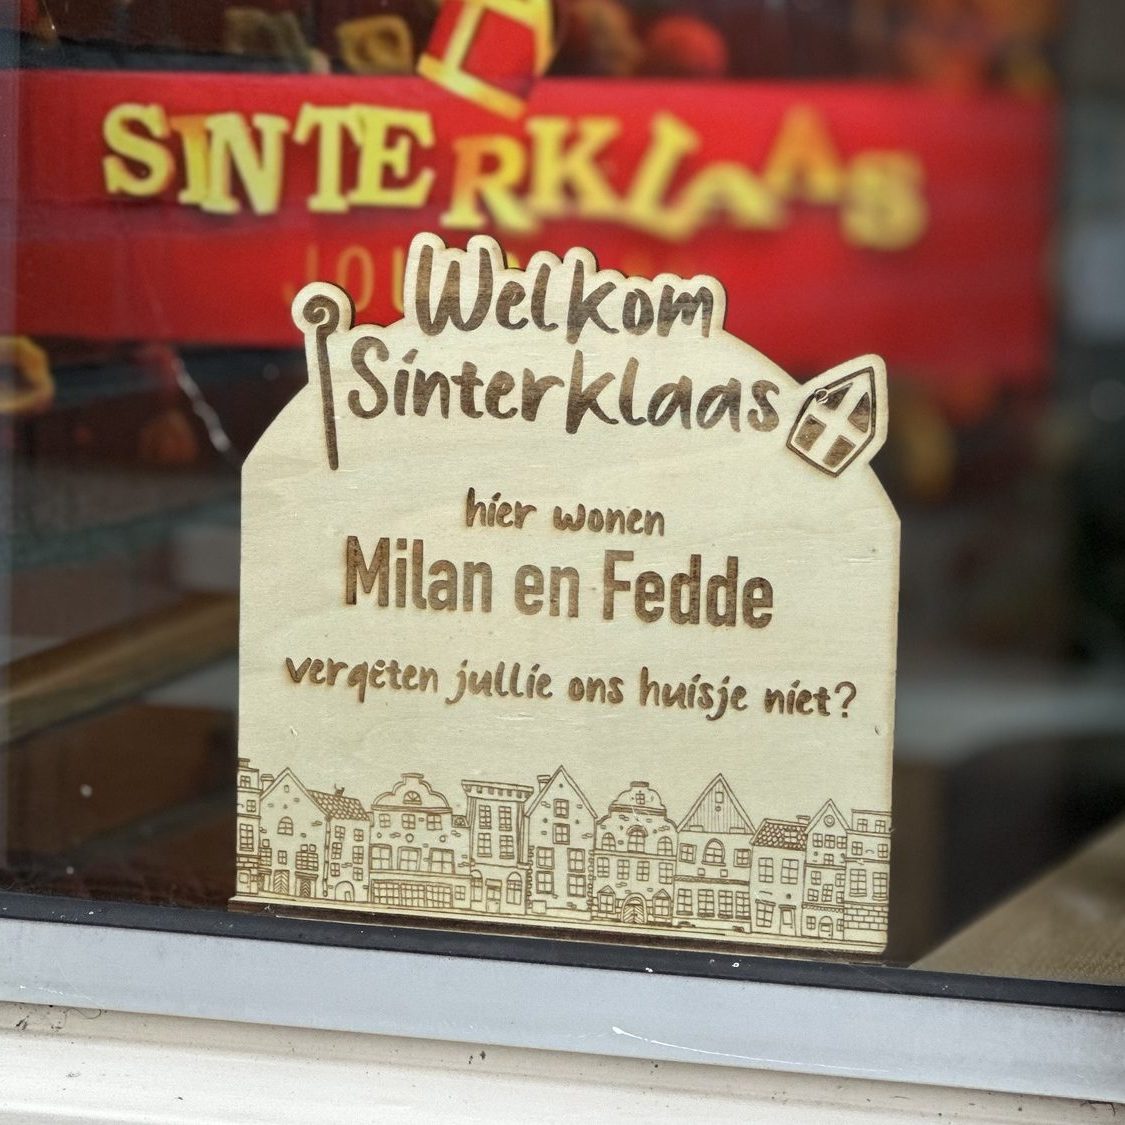 SINTERKLAAS
Welkom
Sinterklaas
hier wonen
Milan en Fedde
vergeten jullie ons huisje niet?